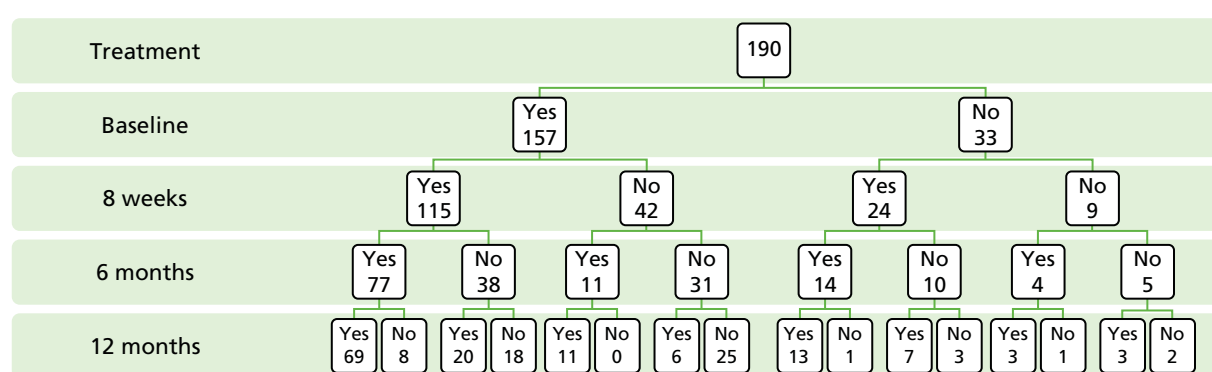 Treatment
190
Baseline
Yes
157
No
33
8 weeks
Yes
115
No
42
Yes
24
No
9
6 months
Yes
77
No
38
Yes
11
No
31
Yes
14
No
10
Yes
4
No
5
12 months
Yes
69
No
8
Yes
20
No
18
Yes
11
No
0
Yes
6
No
25
Yes
13
No
1
Yes
7
No
3
Yes
3
No
1
Yes
3
No
2